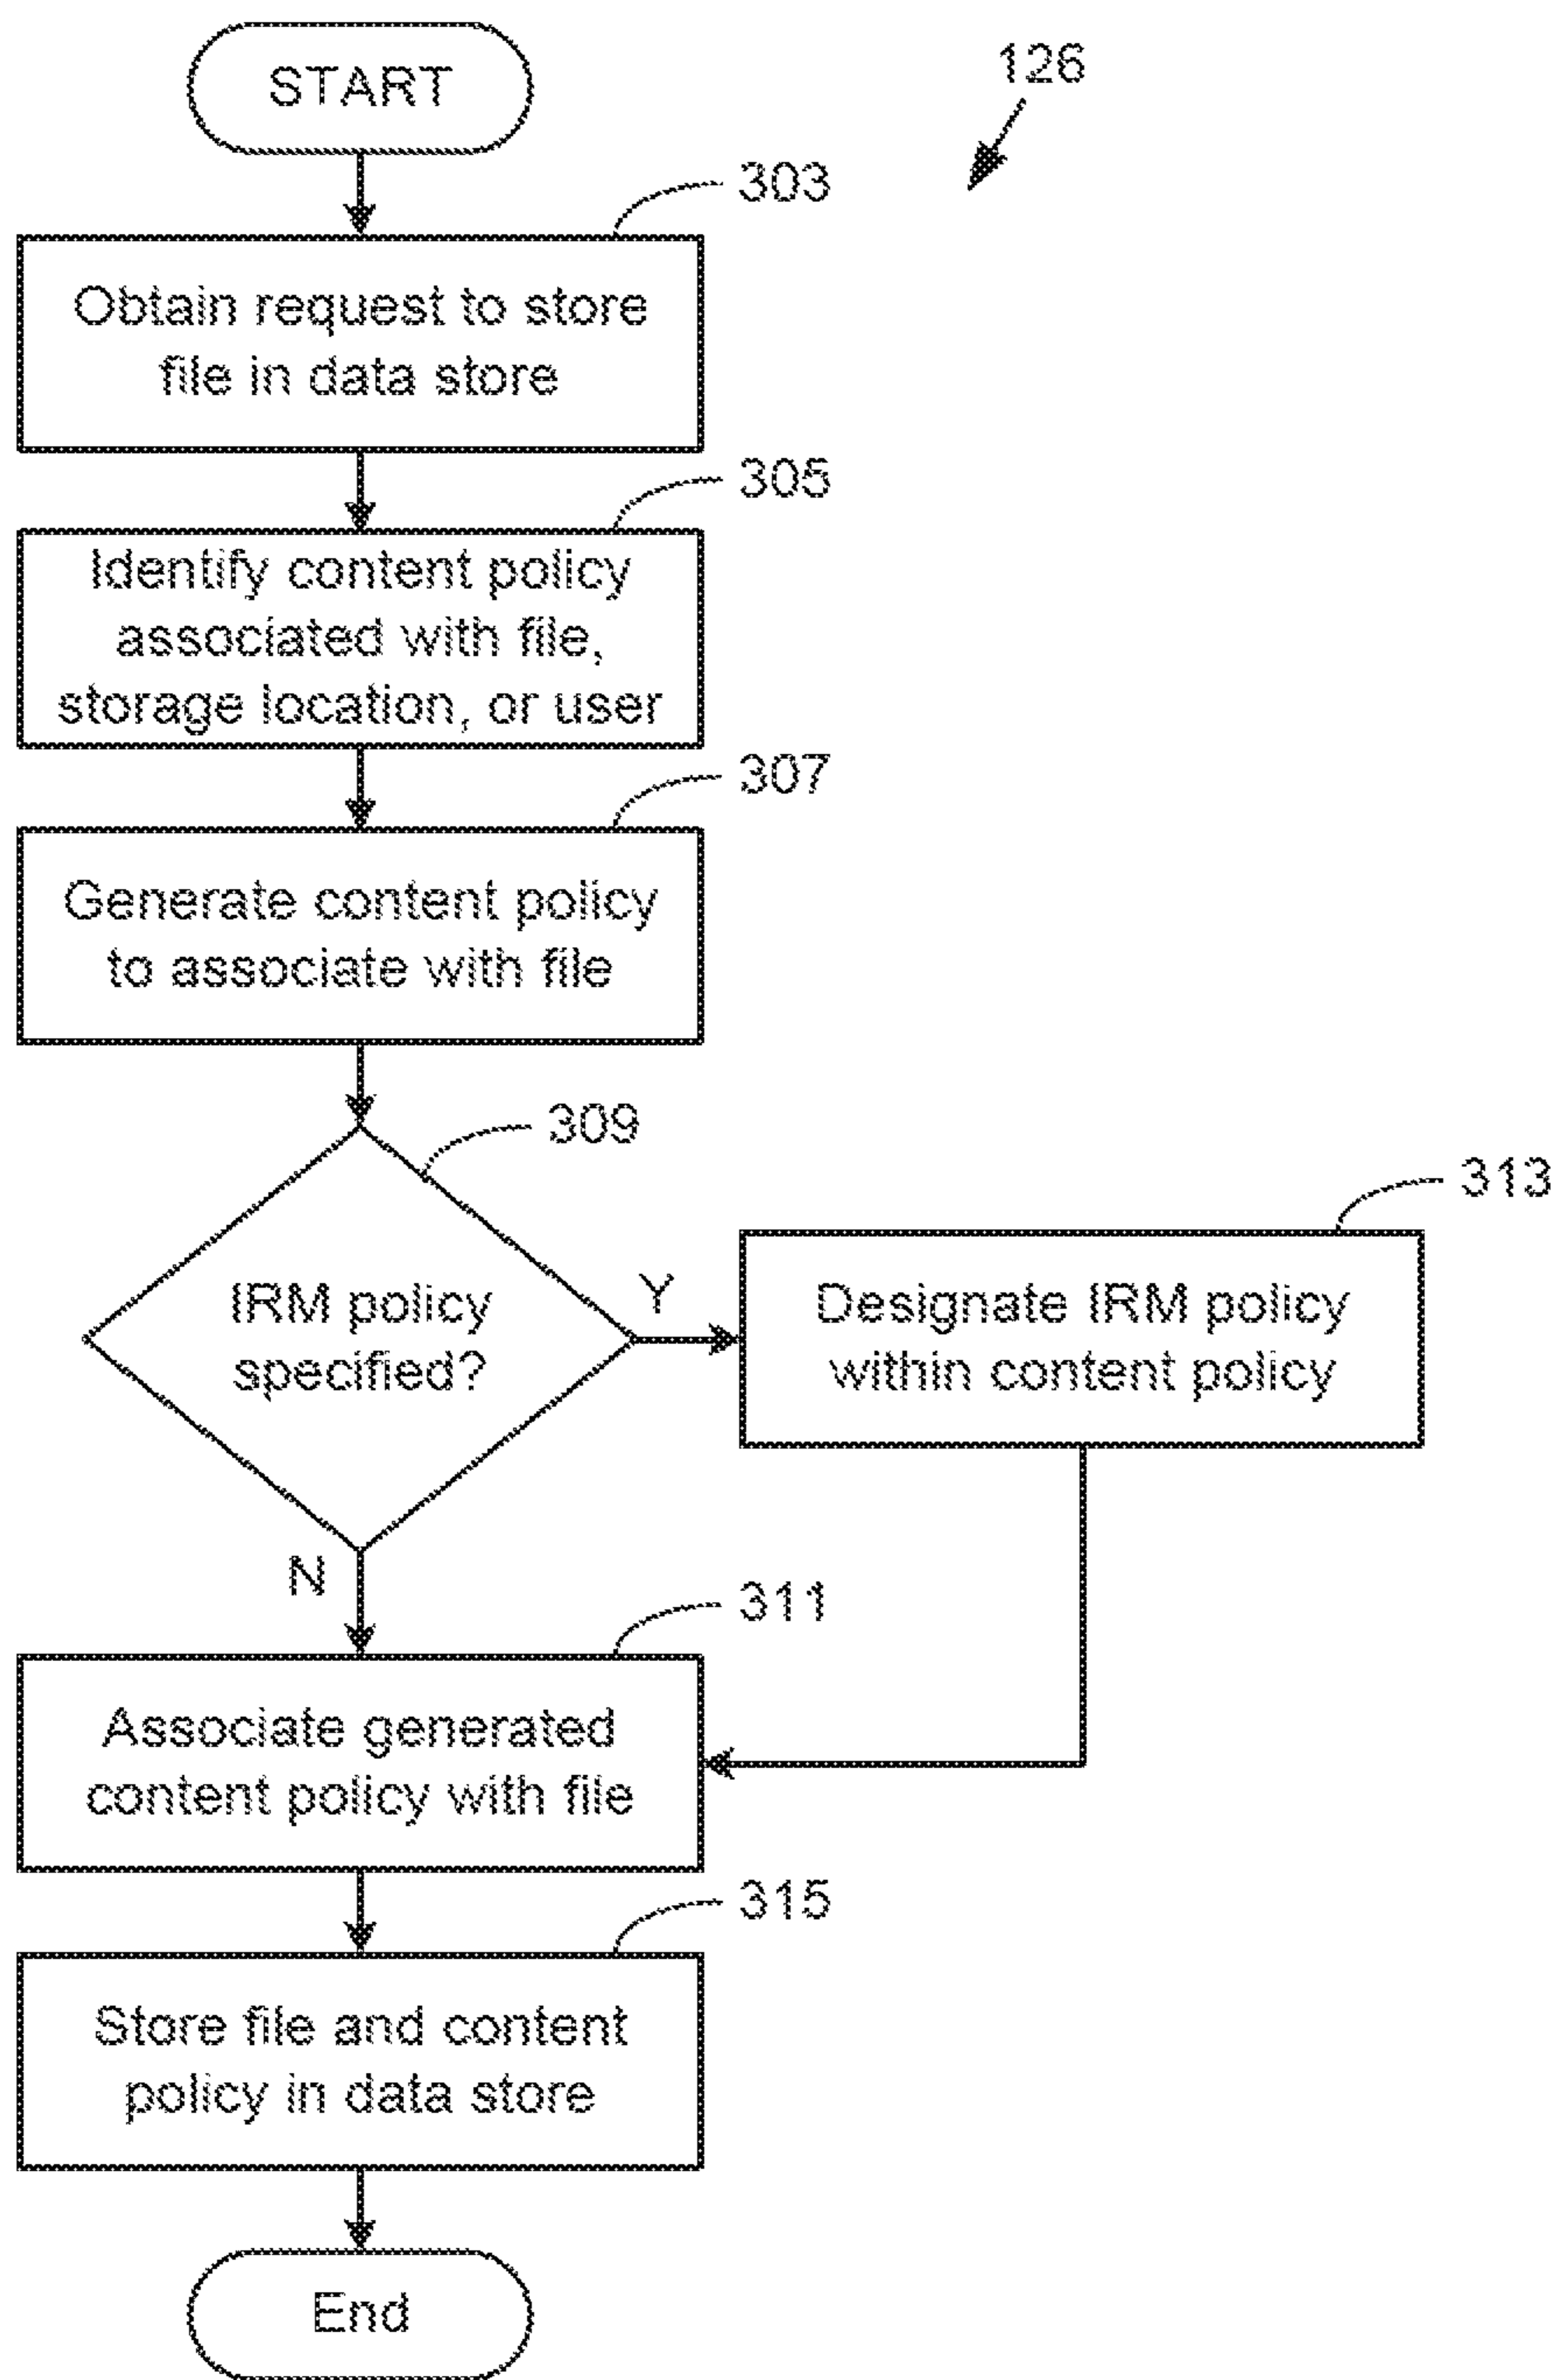 START
126
303
Obtain request to store
file in data store
305
Identify content policy
associated with file,
storage location, or user
307
Generate content policy
to associate with file
309
IRM policy
specified?
Y
313
Designate IRM policy
within content policy
N
311
Associate generated
content policy with file
315
Store file and content
policy in data store
End